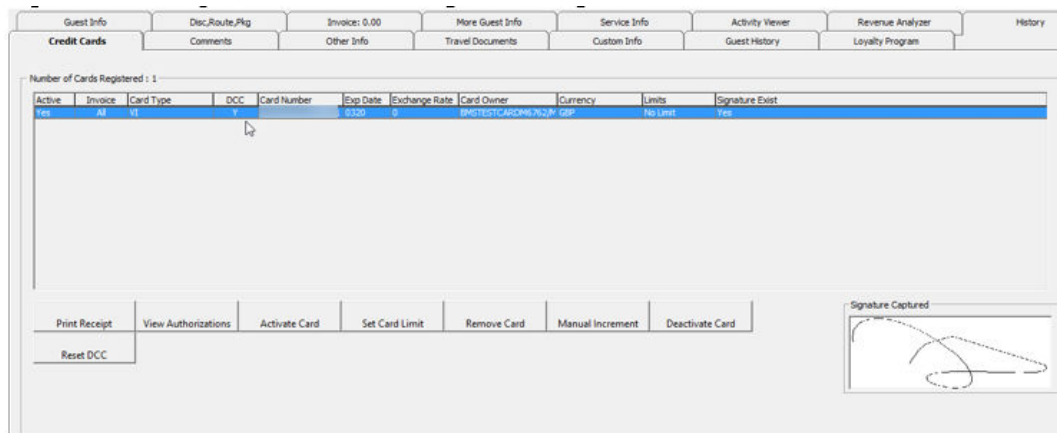 Guest Info Disc,Route,Pkg Invoice: 0.00 More Guest Info Service Info Activity Viewer Revenue Analyzer History
Credit Cards Comments Other Info Travel Documents Custom Info Guest History Loyalty Program
Number of Cards Registered : 1
Active Invoice Card Type DCC Card Number Exp Date Exchange Rate Card Owner Currency Limits Signature Exist
Yes All VI Y 0320 0 BMSTESTCARDM6762/M GBP No Limit Yes
Print Receipt View Authorizations Activate Card Set Card Limit Remove Card Manual Increment Deactivate Card
Signature Captured
Reset DCC